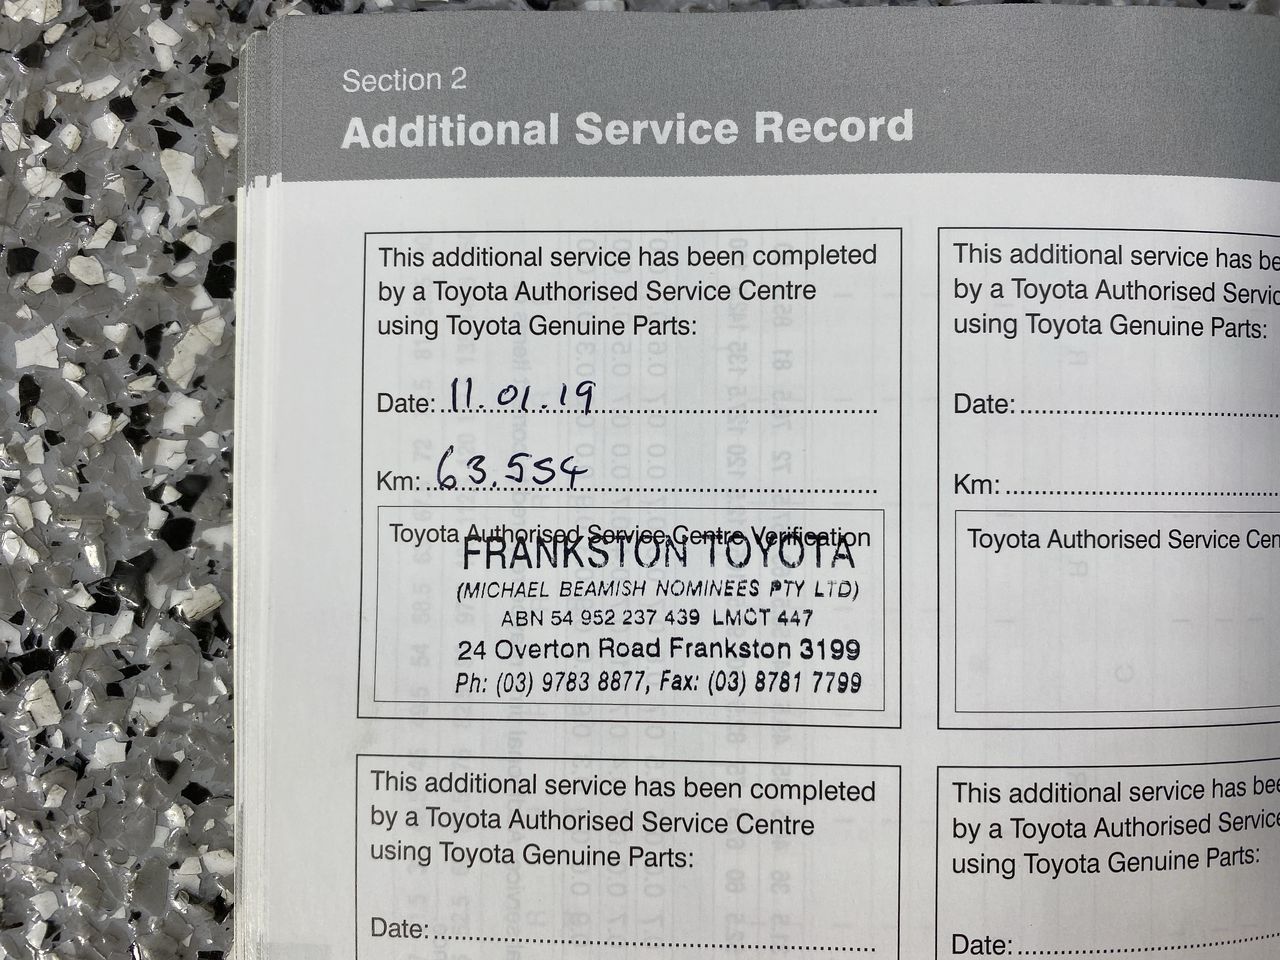 Section 2
Additional Service Record
This additional service has been completed
by a Toyota Authorised Service Centre
using Toyota Genuine Parts:
Date: 11.01.19
Km: 63.554
Toyota Authorised Service Centre Verification
FRANKSTON TOYOTA
(MICHAEL BEAMISH NOMINEES PTY LTD)
ABN 54 952 237 439 LMCT 447
24 Overton Road Frankston 3199
Ph: (03) 9783 8877, Fax: (03) 8781 7799
This additional service has be
by a Toyota Authorised Servic
using Toyota Genuine Parts:
Date:
Km:
Toyota Authorised Service Cen
This additional service has been completed
by a Toyota Authorised Service Centre
using Toyota Genuine Parts:
Date:
This additional service has bee
by a Toyota Authorised Service
using Toyota Genuine Parts:
Date: